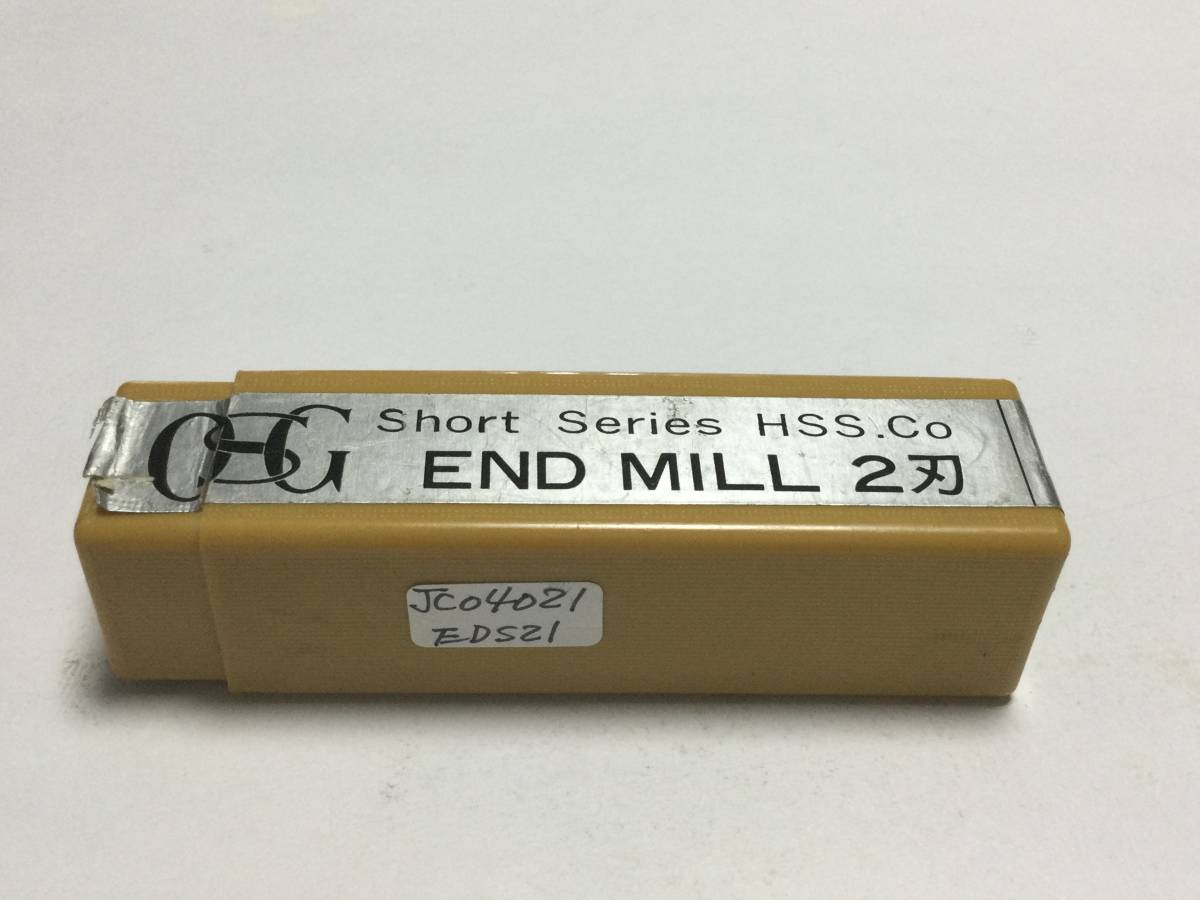 OSG
Short Series HSS.Co
END MILL 2刃
JC04021
EDS21